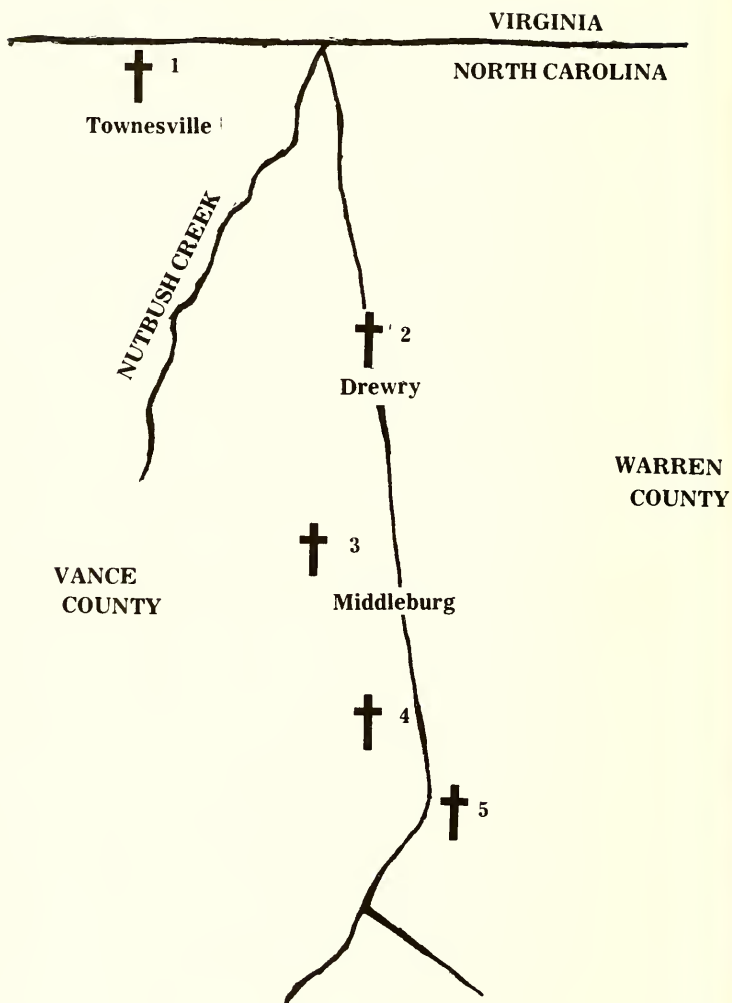 VIRGINIA
NORTH CAROLINA
1
Townesville
NUTBUSH CREEK
2
Drewry
WARREN
COUNTY
3
VANCE
COUNTY
Middleburg
4
5